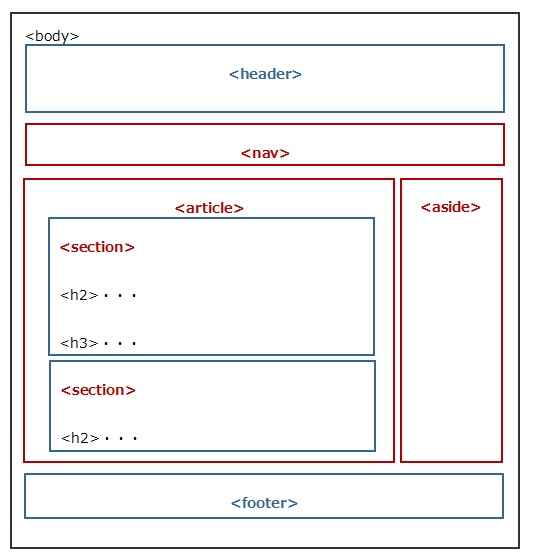 <body>
<header>
<nav>
<article>
<aside>
<section>
<h2>・・・
<h3>・・・
<section>
<h2>・・・
<footer>